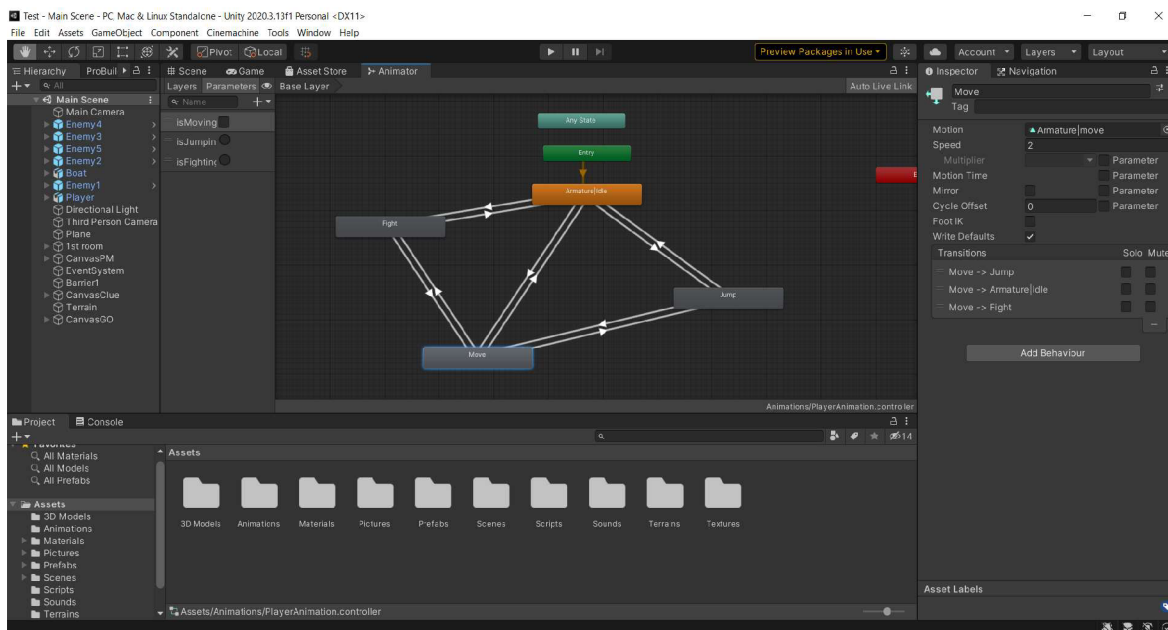 Test - Main Scene - PC, Mac & Linux Standalone - Unity 2020.3.13f1 Personal <DX11>
File Edit Assets GameObject Component Cinemachine Tools Window Help
Pivot Local Preview Packages in Use Account Layers Layout
Hierarchy ProBuil Scene Game Asset Store Animator Inspector Navigation
All Layers Parameters Base Layer Auto Live Link Move
Main Scene Name Tag
Main Camera
Enemy4 isMoving Any State
Enemy3 Motion Armature|move
Enemy5 isJumpin Speed 2
Enemy2 isFighting Entry Multiplier Parameter
Boat Motion Time Parameter
Enemy1 E Mirror Parameter
Player Armature|Idle Cycle Offset 0 Parameter
Directional Light Foot IK
Third Person Camera Fight Write Defaults
Plane
1st room Transitions Solo Mute
CanvasPM Move -> Jump
EventSystem
Barrier1 Move -> Armature|Idle
CanvasClue Jump Move -> Fight
Terrain
CanvasGO
Move Add Behaviour
Animations/PlayerAnimation.controller
Project Console
14
Favorites
All Materials Assets
All Models
All Prefabs
Assets
3D Models 3D Models Animations Materials Pictures Prefabs Scenes Scripts Sounds Terrains Textures
Animations
Materials
Pictures
Prefabs
Scenes
Scripts Asset Labels
Sounds
Terrains Assets/Animations/PlayerAnimation.controller